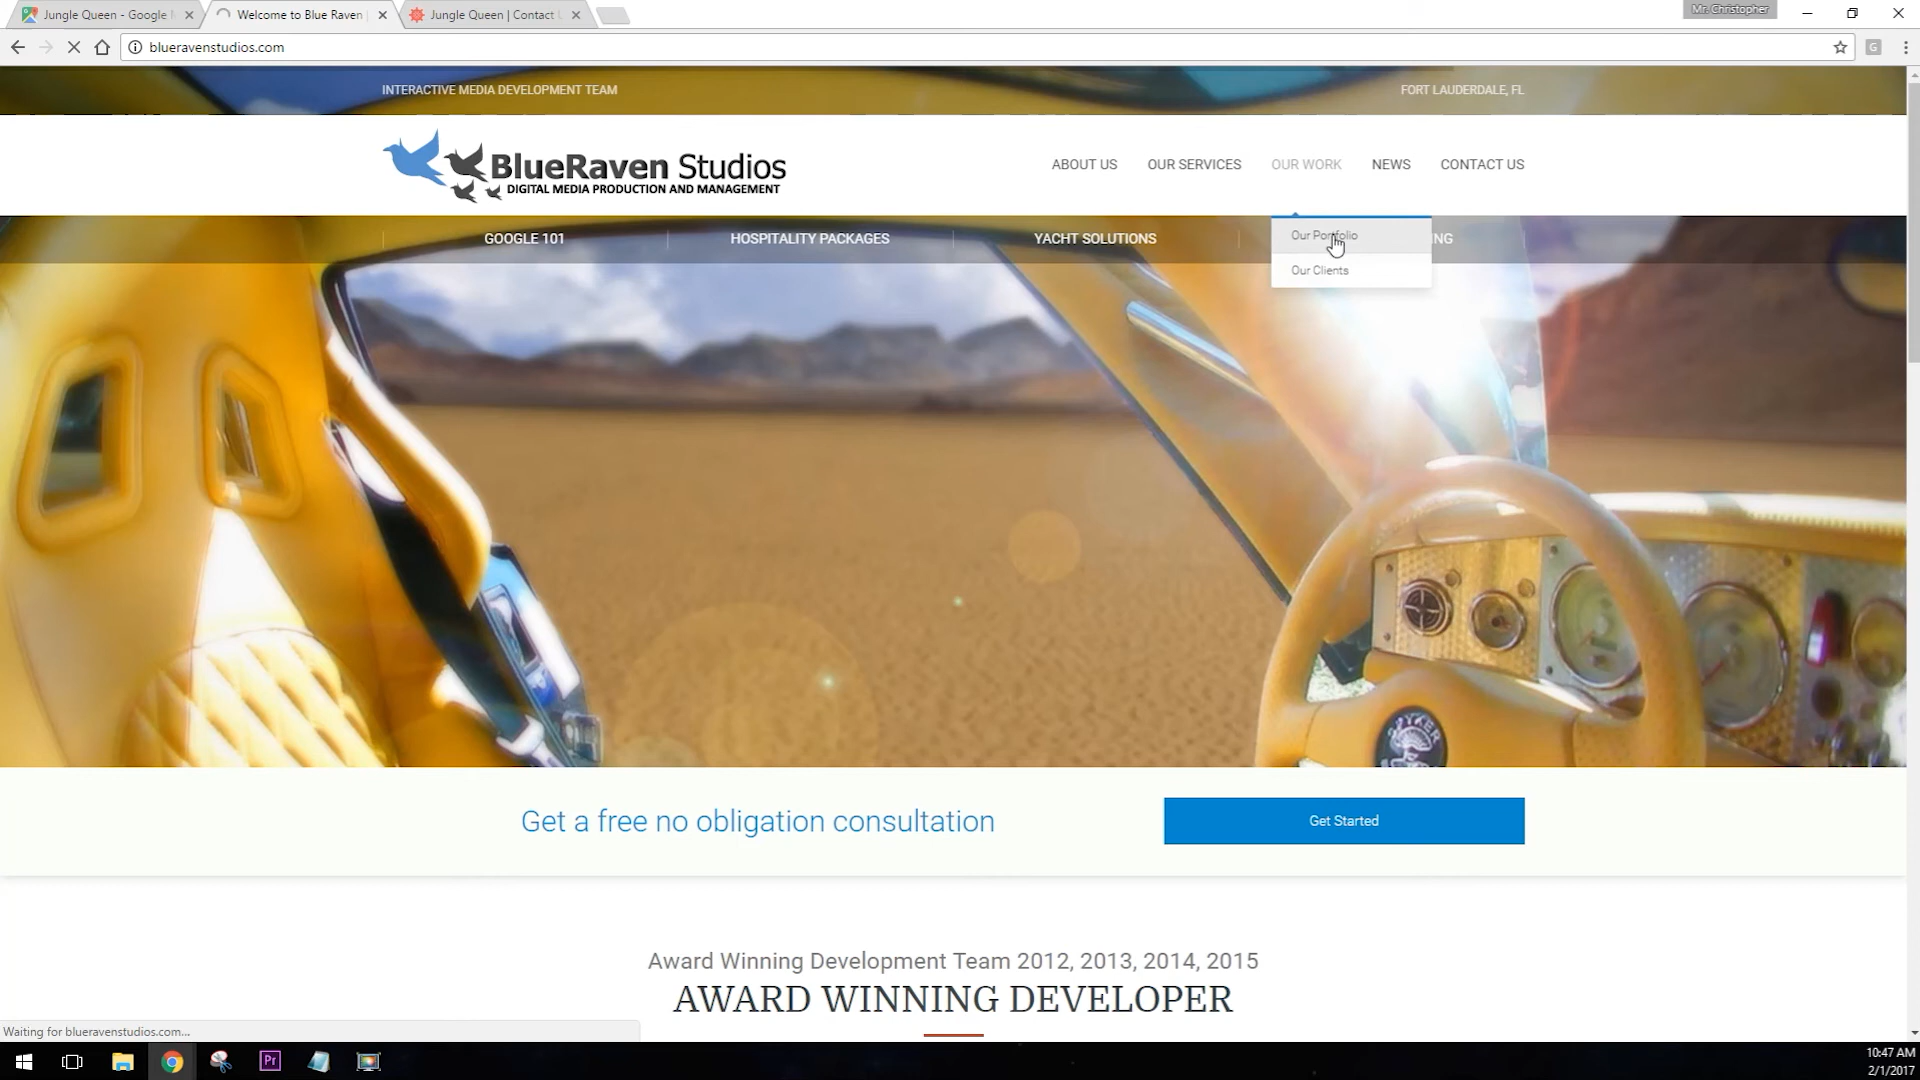 Jungle Queen - Google
Welcome to Blue Raven
Jungle Queen | Contact
Mr. Christopher
blueravenstudios.com
INTERACTIVE MEDIA DEVELOPMENT TEAM
FORT LAUDERDALE, FL
BlueRaven Studios
DIGITAL MEDIA PRODUCTION AND MANAGEMENT
ABOUT US
OUR SERVICES
OUR WORK
NEWS
CONTACT US
GOOGLE 101
HOSPITALITY PACKAGES
YACHT SOLUTIONS
Our Portfolio
Our Clients
SPYKER
Get a free no obligation consultation
Get Started
Award Winning Development Team 2012, 2013, 2014, 2015
AWARD WINNING DEVELOPER
Waiting for blueravenstudios.com...
Pr
10:47 AM
2/1/2017